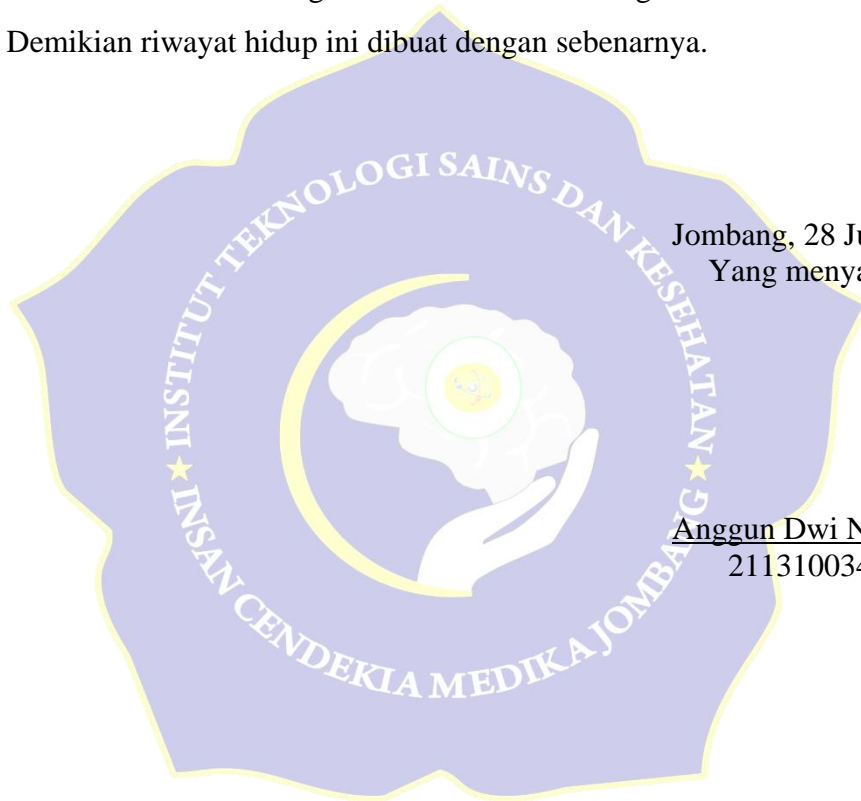 Demikian riwayat hidup ini dibuat dengan sebenarnya.
INSTITUT TEKNOLOGI SAINS DAN KESEHATAN
INSAN CENDEKIA MEDIKA JOMBANG
Jombang, 28 Ju
Yang menya
Anggun Dwi N
211310034